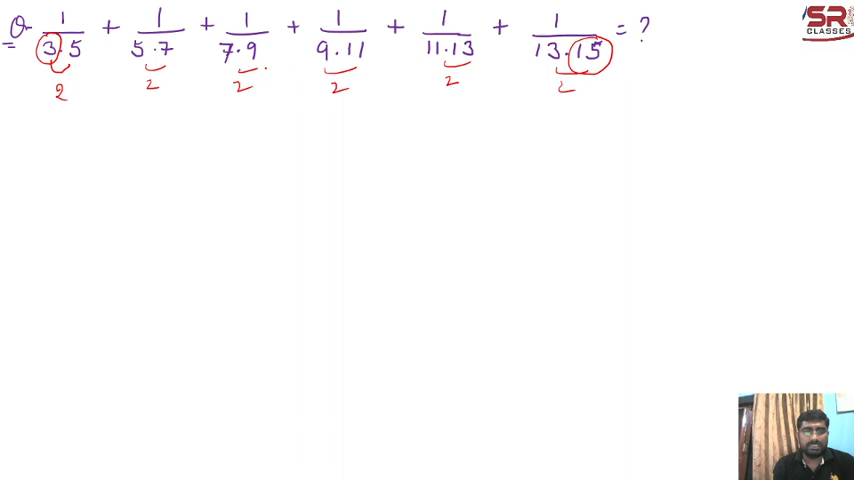 Q. 1/3.5 + 1/5.7 + 1/7.9 + 1/9.11 + 1/11.13 + 1/13.15 = ?
2 2 2 2 2 2
SR
CLASSES